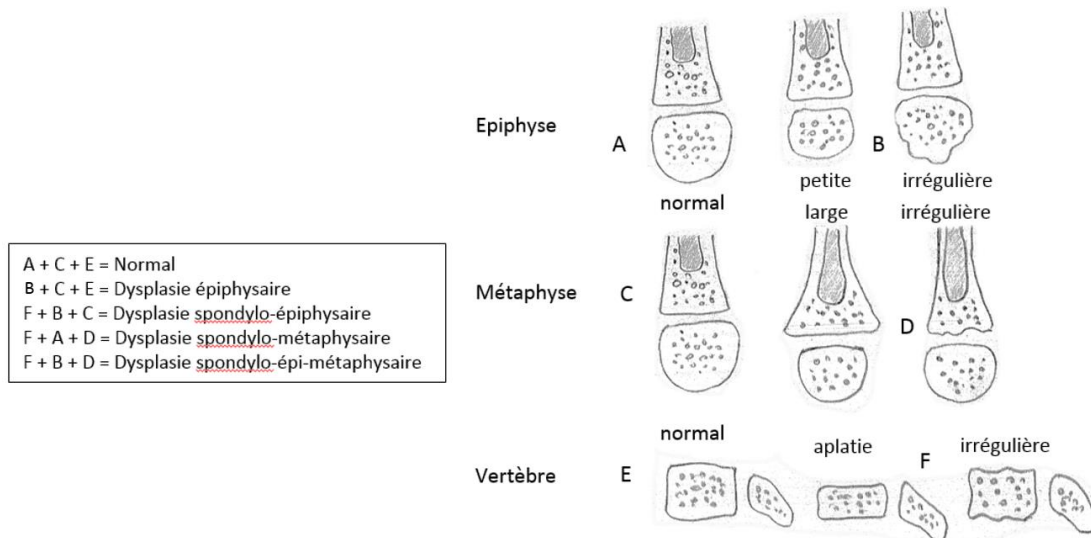 Epiphyse
A
B
petite
irrégulière
normal
large
irrégulière
A + C + E = Normal
B + C + E = Dysplasie épiphysaire
F + B + C = Dysplasie spondylo-épiphysaire
F + A + D = Dysplasie spondylo-métaphysaire
F + B + D = Dysplasie spondylo-épi-métaphysaire
Métaphyse
C
D
normal
aplatie
F
irrégulière
Vertèbre
E